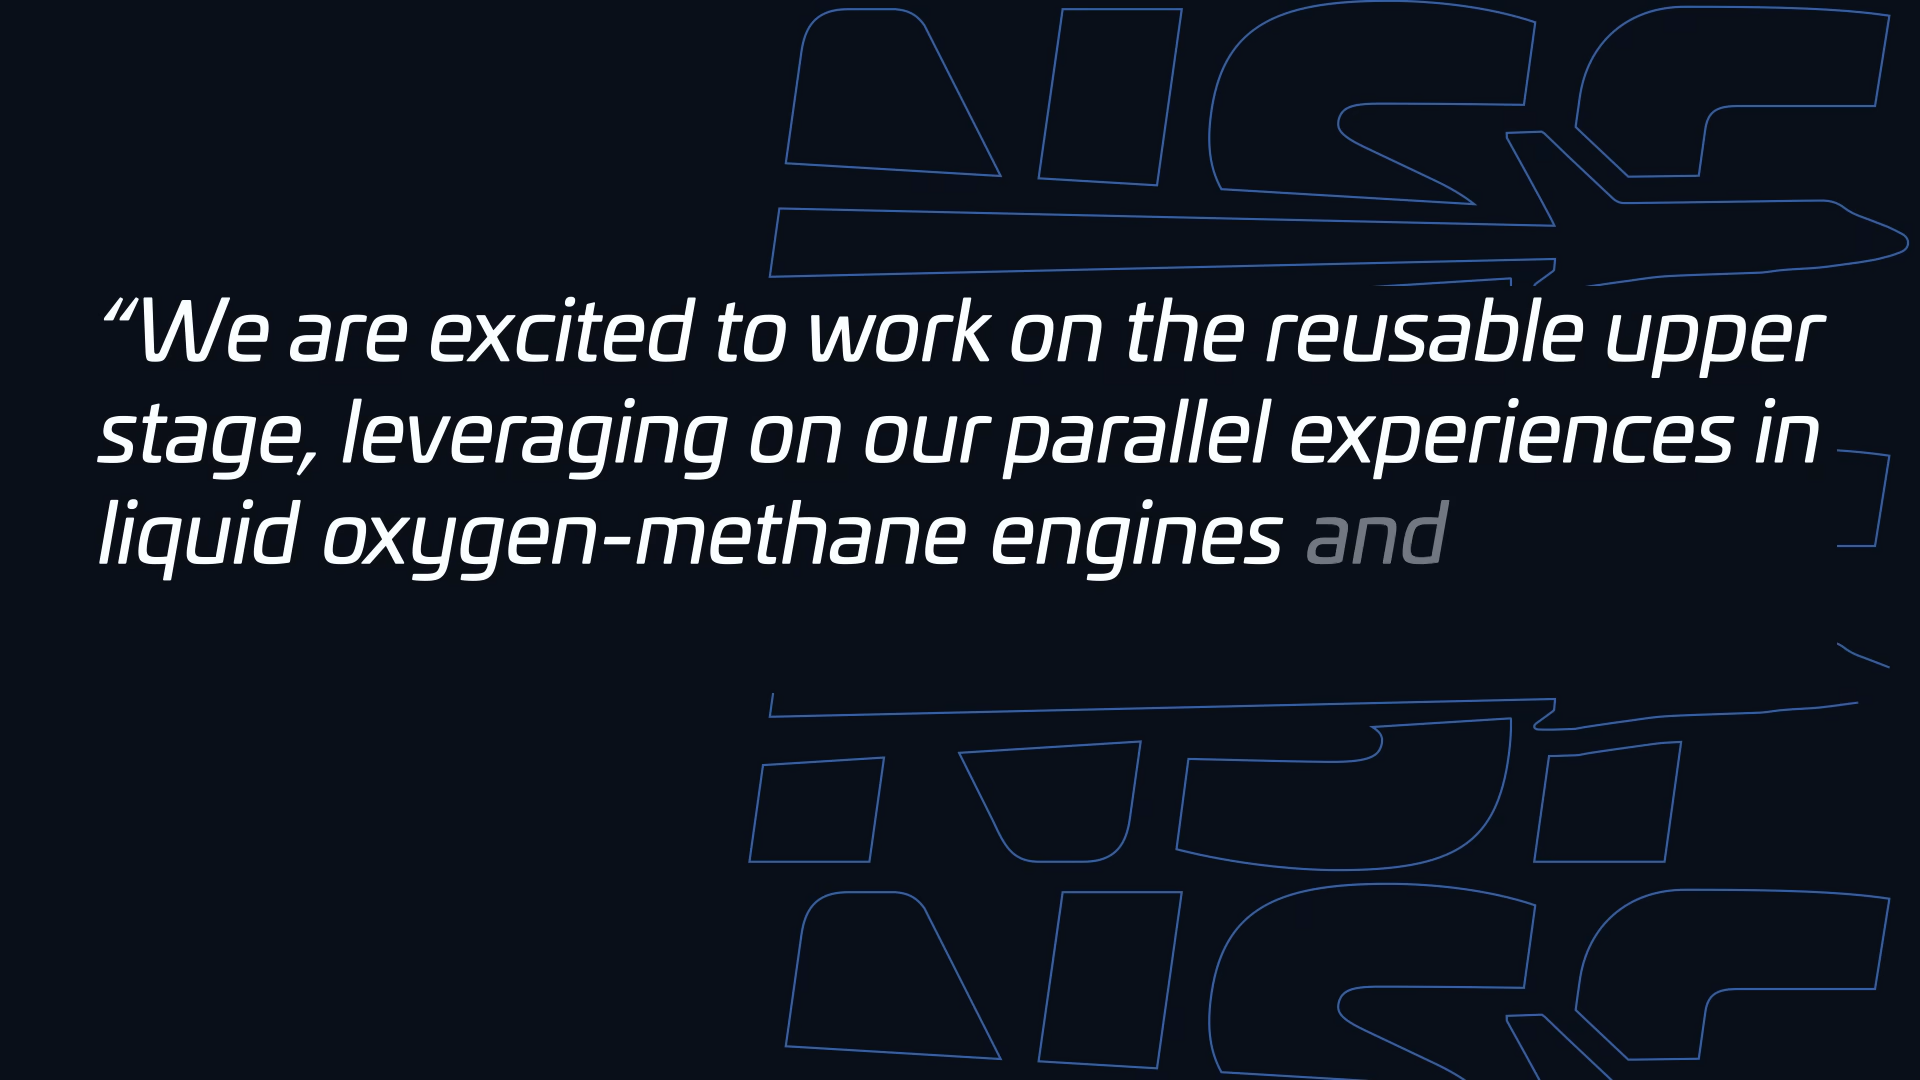 “We are excited to work on the reusable upper
stage, leveraging on our parallel experiences in
liquid oxygen-methane engines and